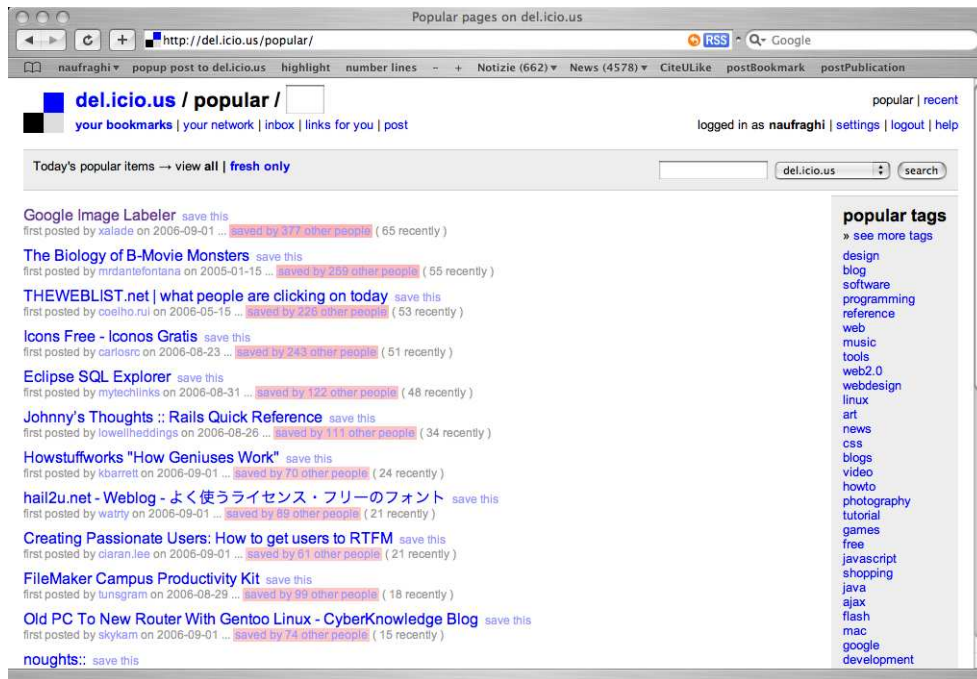 Popular pages on del.icio.us
http://del.icio.us/popular/ RSS Google
naufraghi popup post to del.icio.us highlight number lines - + Notizie (662) News (4578) CiteULike postBookmark postPublication
del.icio.us / popular /
popular | recent
your bookmarks | your network | inbox | links for you | post
logged in as naufraghi | settings | logout | help
Today's popular items → view all | fresh only
del.icio.us search
Google Image Labeler save this
first posted by xalade on 2006-09-01 ... saved by 377 other people ( 65 recently )
The Biology of B-Movie Monsters save this
first posted by mrdantefontana on 2005-01-15 ... saved by 259 other people ( 55 recently )
THEWEBLIST.net | what people are clicking on today save this
first posted by coelho.rui on 2006-05-15 ... saved by 226 other people ( 53 recently )
Icons Free - Iconos Gratis save this
first posted by carlosrc on 2006-08-23 ... saved by 243 other people ( 51 recently )
Eclipse SQL Explorer save this
first posted by mytechlinks on 2006-08-31 ... saved by 122 other people ( 48 recently )
Johnny's Thoughts :: Rails Quick Reference save this
first posted by lowellheddings on 2006-08-26 ... saved by 111 other people ( 34 recently )
Howstuffworks "How Geniuses Work" save this
first posted by kbarrett on 2006-09-01 ... saved by 70 other people ( 24 recently )
hail2u.net - Weblog - よく使うライセンス・フリーのフォント save this
first posted by watrty on 2006-09-01 ... saved by 89 other people ( 21 recently )
Creating Passionate Users: How to get users to RTFM save this
first posted by ciaran.lee on 2006-09-01 ... saved by 61 other people ( 21 recently )
FileMaker Campus Productivity Kit save this
first posted by tunsgram on 2006-08-29 ... saved by 99 other people ( 18 recently )
Old PC To New Router With Gentoo Linux - CyberKnowledge Blog save this
first posted by skykam on 2006-09-01 ... saved by 74 other people ( 15 recently )
noughts:: save this
popular tags
» see more tags
design
blog
software
programming
reference
web
music
tools
web2.0
webdesign
linux
art
news
css
blogs
video
howto
photography
tutorial
games
free
javascript
shopping
java
ajax
flash
mac
google
development